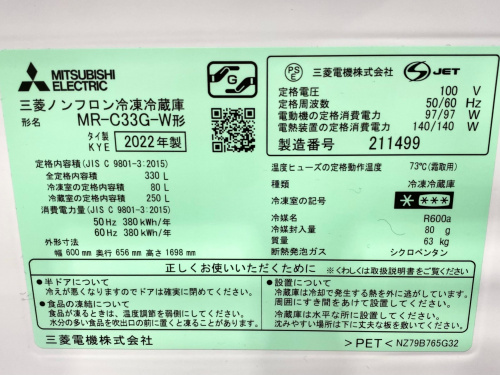 MITSUBISHI
ELECTRIC
G
三菱ノンフロン冷凍冷蔵庫
形名 MR-C33G-W形
タイ製
KYE
2022年製
定格内容積(JIS C 9801-3:2015)
全定格内容積 330 L
冷凍室の定格内容積 80 L
冷蔵室の定格内容積 250 L
消費電力量(JIS C 9801-3:2015)
50 Hz 380 kWh/年
60 Hz 380 kWh/年
外形寸法
幅 600 mm 奥行 656 mm 高さ 1698 mm
PS
E
三菱電機株式会社
JET
定格電圧 100 V
定格周波数 50/60 Hz
電動機の定格消費電力 97/97 W
電熱装置の定格消費電力 140/140 W
製造番号 211499
温度ヒューズの定格動作温度 73℃(霜取用)
種類 冷凍冷蔵庫
冷凍室の記号
冷媒名 R600a
冷媒封入量 80 g
質量 63 kg
断熱発泡ガス シクロペンタン
正しくお使いいただくために ※くわしくは取扱説明書をご覧ください
●半ドアについて
冷えが悪くなりますのでドアは確実に閉めてください。
●食品の凍結について
食品が凍るときは、温度調節を弱側にしてください。
水分の多い食品を吹出口の前に置くと凍ることがあります。
●設置について
冷蔵庫は冷却で発生する熱を外に逃がしています。
周囲にすき間をあけて設置してください。
冷蔵庫は水平な所に設置してください。
沈みやすい場所は下に丈夫な板を敷いてください。
三菱電機株式会社
>PET< NZ79B765G32